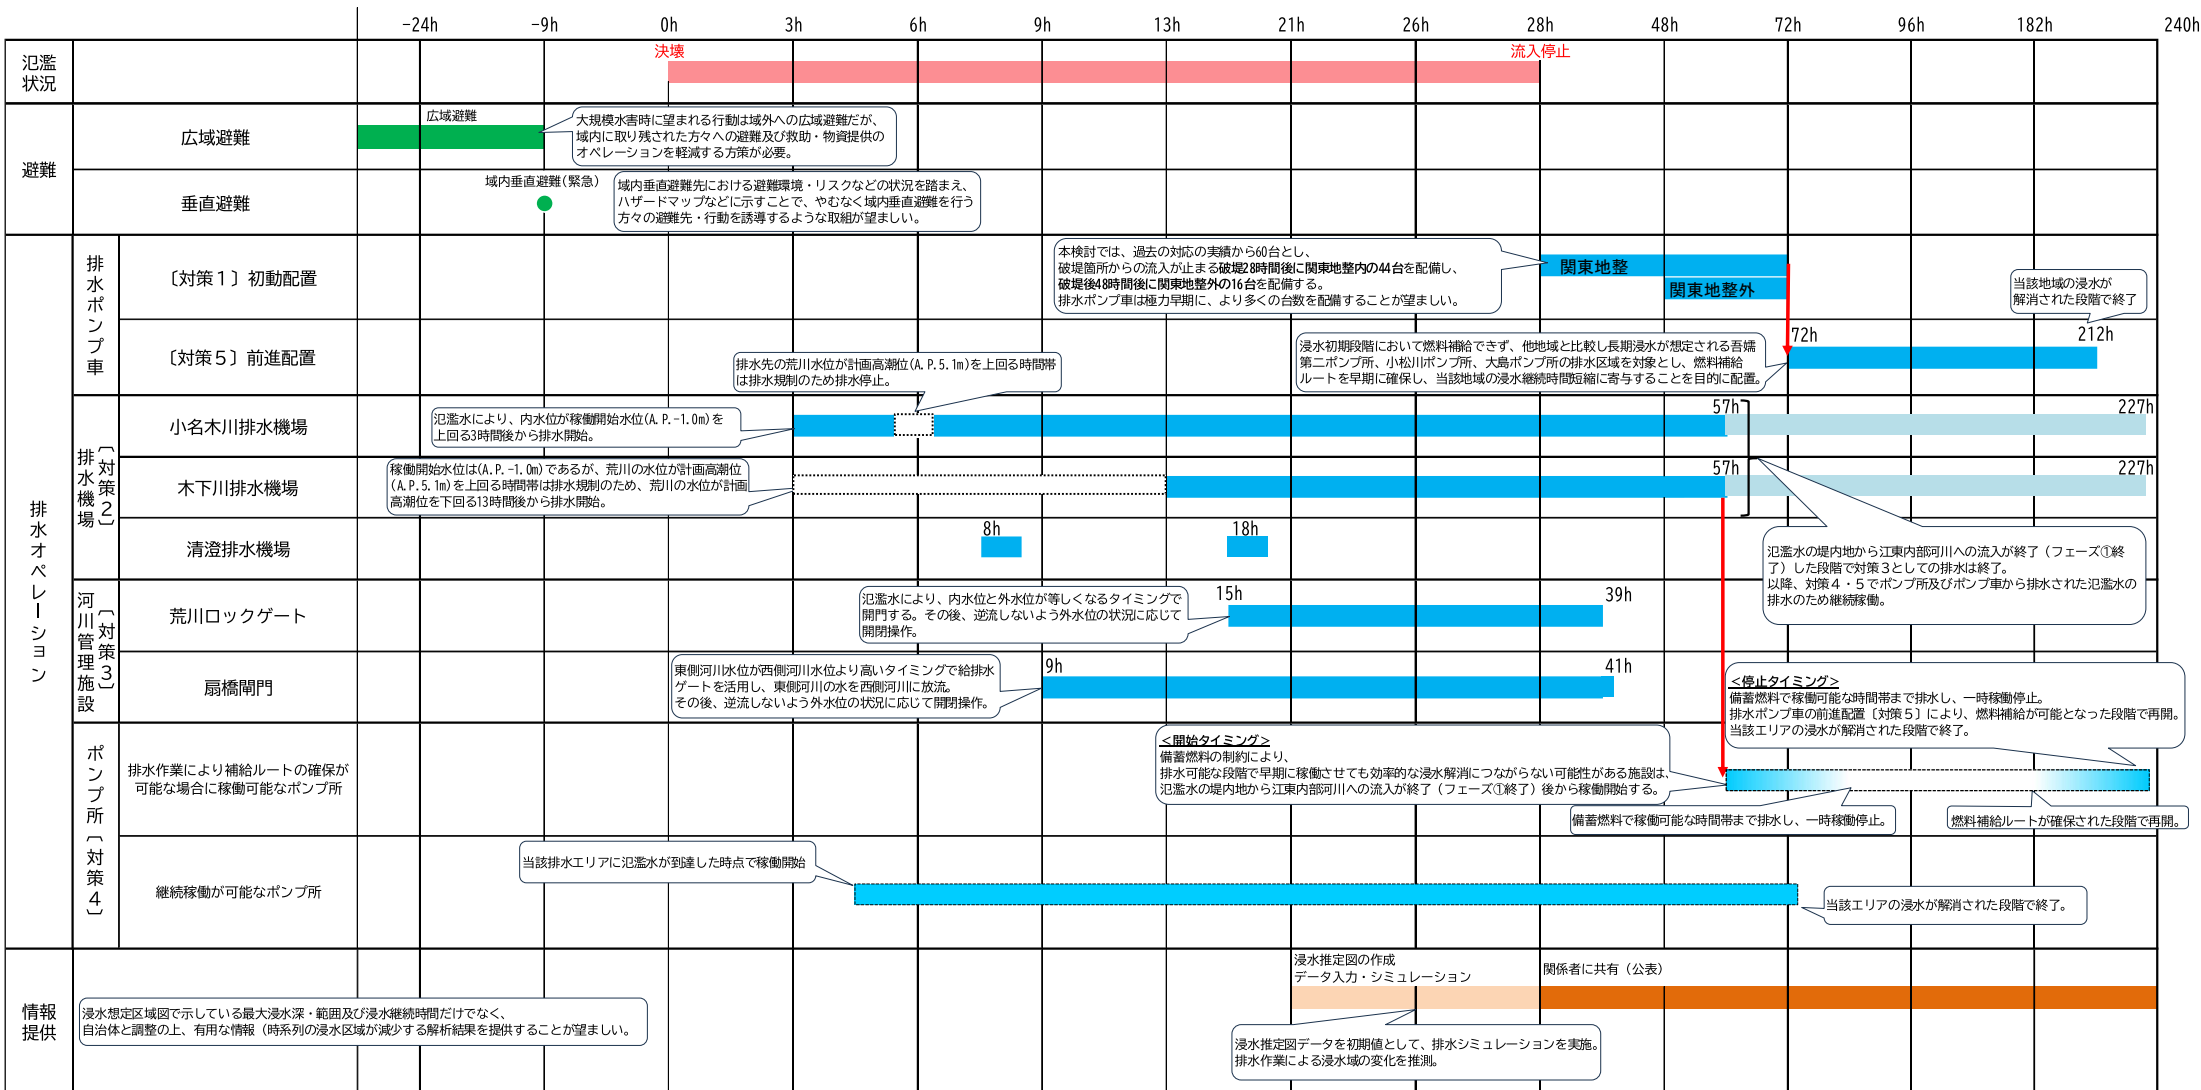 -24h -9h 0h 3h 6h 9h 13h 21h 26h 28h 48h 72h 96h 182h 240h
氾濫
状況
決壊
流入停止
避難
広域避難
広域避難
大規模水害時に望まれる行動は域外への広域避難だが、
域内に取り残された方々への避難及び救助・物資提供の
オペレーションを軽減する方策が必要。
垂直避難
域内垂直避難(緊急)
域内垂直避難先における避難環境・リスクなどの状況を踏まえ、
ハザードマップなどに示すことで、やむなく域内垂直避難を行う
方々の避難先・行動を誘導するような取組が望ましい。
排水オペレーション
排水ポンプ車
〔対策1〕初動配置
本検討では、過去の対応の実績から60台とし、
破堤箇所からの流入が止まる破堤28時間後に関東地整内の44台を配備し、
破堤後48時間後に関東地整外の16台を配備する。
排水ポンプ車は極力早期に、より多くの台数を配備することが望ましい。
関東地整
関東地整外
当該地域の浸水が
解消された段階で終了
〔対策5〕前進配置
浸水初期段階において燃料補給できず、他地域と比較し長期浸水が想定される吾嬬
第二ポンプ所、小松川ポンプ所、大島ポンプ所の排水区域を対象とし、燃料補給
ルートを早期に確保し、当該地域の浸水継続時間短縮に寄与することを目的に配置。
72h
212h
排水先の荒川水位が計画高潮位(A.P.5.1m)を上回る時間帯
は排水規制のため排水停止。
排水機場
〔対策2〕
小名木川排水機場
氾濫水により、内水位が稼働開始水位(A.P.-1.0m)を
上回る3時間後から排水開始。
57h
227h
木下川排水機場
稼働開始水位は(A.P.-1.0m)であるが、荒川の水位が計画高潮位
(A.P.5.1m)を上回る時間帯は排水規制のため、荒川の水位が計画
高潮位を下回る13時間後から排水開始。
57h
227h
清澄排水機場
8h
18h
氾濫水の堤内地から江東内部河川への流入が終了（フェーズ①終
了）した段階で対策3としての排水は終了。
以降、対策4・5でポンプ所及びポンプ車から排水された氾濫水の
排水のため継続稼働。
河川管理施設
〔対策3〕
荒川ロックゲート
氾濫水により、内水位と外水位が等しくなるタイミングで
開門する。その後、逆流しないよう外水位の状況に応じて
開閉操作。
15h
39h
扇橋閘門
東側河川水位が西側河川水位より高いタイミングで給排水
ゲートを活用し、東側河川の水を西側河川に放流。
その後、逆流しないよう外水位の状況に応じて開閉操作。
9h
41h
<停止タイミング>
備蓄燃料で稼働可能な時間帯まで排水し、一時稼働停止。
排水ポンプ車の前進配置〔対策5〕により、燃料補給が可能となった段階で再開。
当該エリアの浸水が解消された段階で終了。
ポンプ所〔対策4〕
排水作業により補給ルートの確保が
可能な場合に稼働可能なポンプ所
<開始タイミング>
備蓄燃料の制約により、
排水可能な段階で早期に稼働させても効率的な浸水解消につながらない可能性がある施設は、
氾濫水の堤内地から江東内部河川への流入が終了（フェーズ①終了）後から稼働開始する。
備蓄燃料で稼働可能な時間帯まで排水し、一時稼働停止。
燃料補給ルートが確保された段階で再開。
継続稼働が可能なポンプ所
当該排水エリアに氾濫水が到達した時点で稼働開始
当該エリアの浸水が解消された段階で終了。
情報
提供
浸水想定区域図で示している最大浸水深・範囲及び浸水継続時間だけでなく、
自治体と調整の上、有用な情報（時系列の浸水区域が減少する解析結果を提供することが望ましい。
浸水推定図の作成
データ入力・シミュレーション
関係者に共有（公表）
浸水推定図データを初期値として、排水シミュレーションを実施。
排水作業による浸水域の変化を推測。